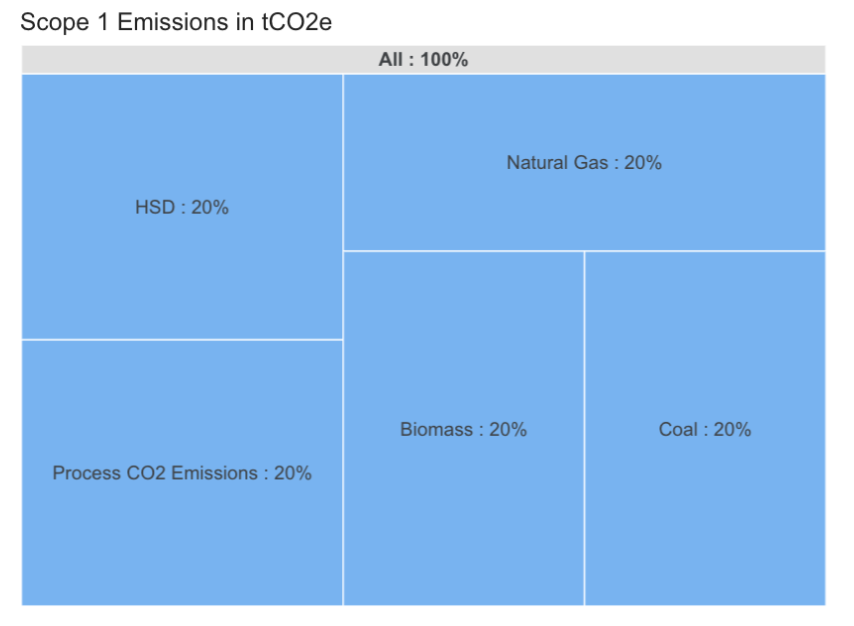 Scope 1 Emissions in tCO2e
All : 100%
HSD : 20%
Natural Gas : 20%
Process CO2 Emissions : 20%
Biomass : 20%
Coal : 20%